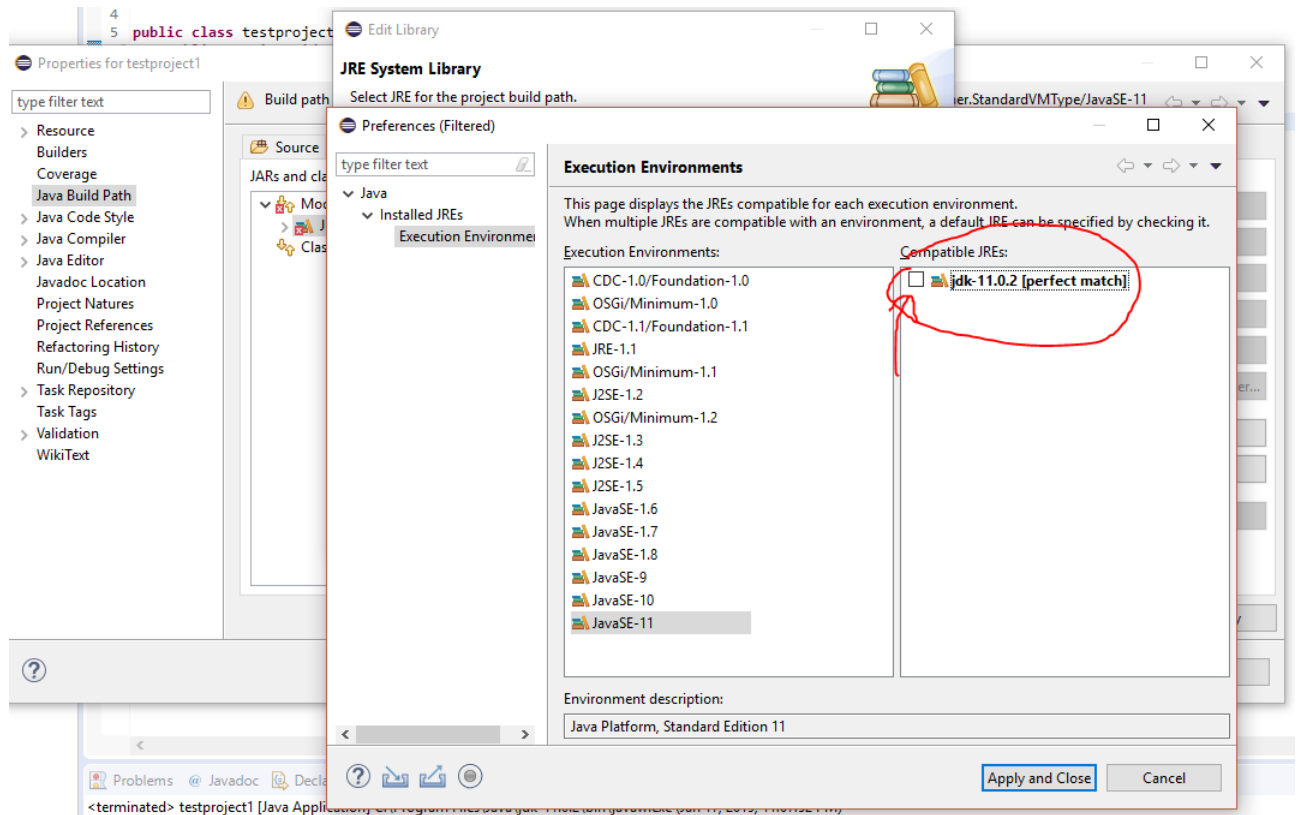 4
5 public class testproject
Edit Library
JRE System Library
Select JRE for the project build path.
Properties for testproject1
type filter text
Resource
Builders
Coverage
Java Build Path
Java Code Style
Java Compiler
Java Editor
Javadoc Location
Project Natures
Project References
Refactoring History
Run/Debug Settings
Task Repository
Task Tags
Validation
WikiText
Build path
ner.StandardVMType/JavaSE-11
Source
JARs and cla
Mod
J
Clas
er...
Preferences (Filtered)
type filter text
Java
Installed JREs
Execution Environme
Execution Environments
This page displays the JREs compatible for each execution environment.
When multiple JREs are compatible with an environment, a default JRE can be specified by checking it.
Execution Environments:
CDC-1.0/Foundation-1.0
OSGi/Minimum-1.0
CDC-1.1/Foundation-1.1
JRE-1.1
OSGi/Minimum-1.1
J2SE-1.2
OSGi/Minimum-1.2
J2SE-1.3
J2SE-1.4
J2SE-1.5
JavaSE-1.6
JavaSE-1.7
JavaSE-1.8
JavaSE-9
JavaSE-10
JavaSE-11
Compatible JREs:
jdk-11.0.2 [perfect match]
Environment description:
Java Platform, Standard Edition 11
Apply and Close
Cancel
Problems @ Javadoc Decla
<terminated> testproject1 [Java Appli